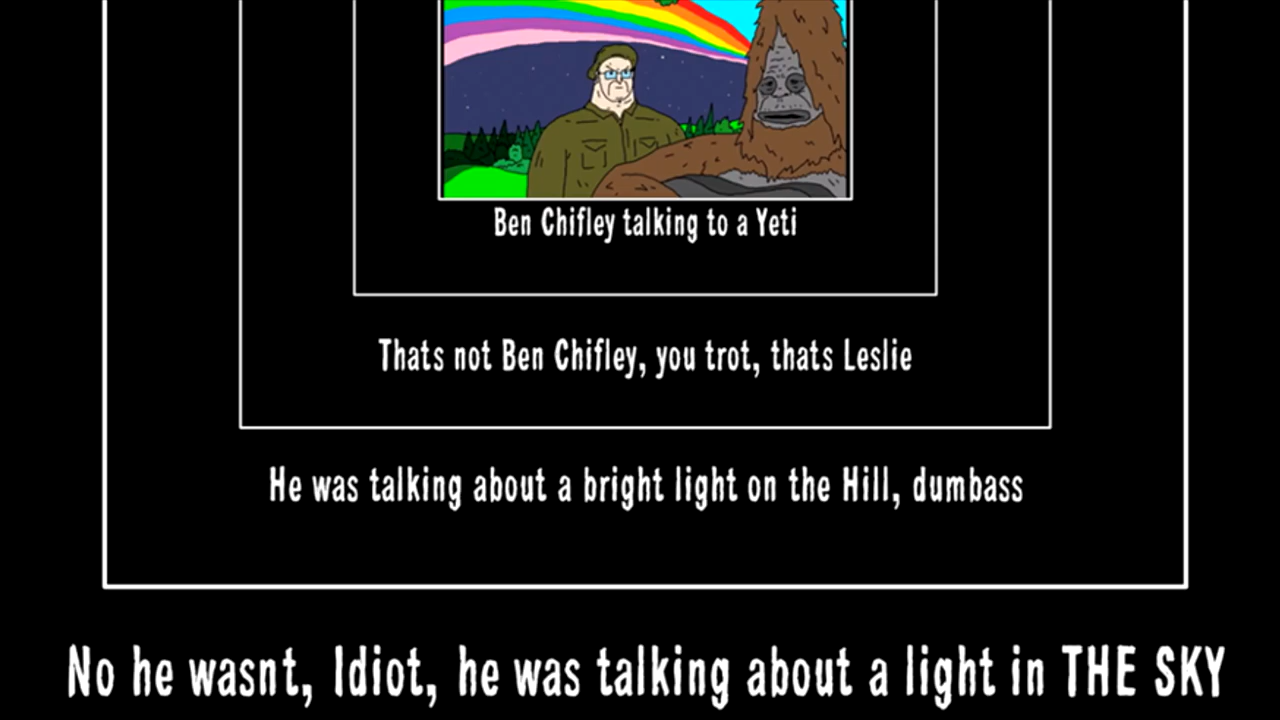 Ben Chifley talking to a Yeti
Thats not Ben Chifley, you trot, thats Leslie
He was talking about a bright light on the Hill, dumbass
No he wasnt, Idiot, he was talking about a light in THE SKY